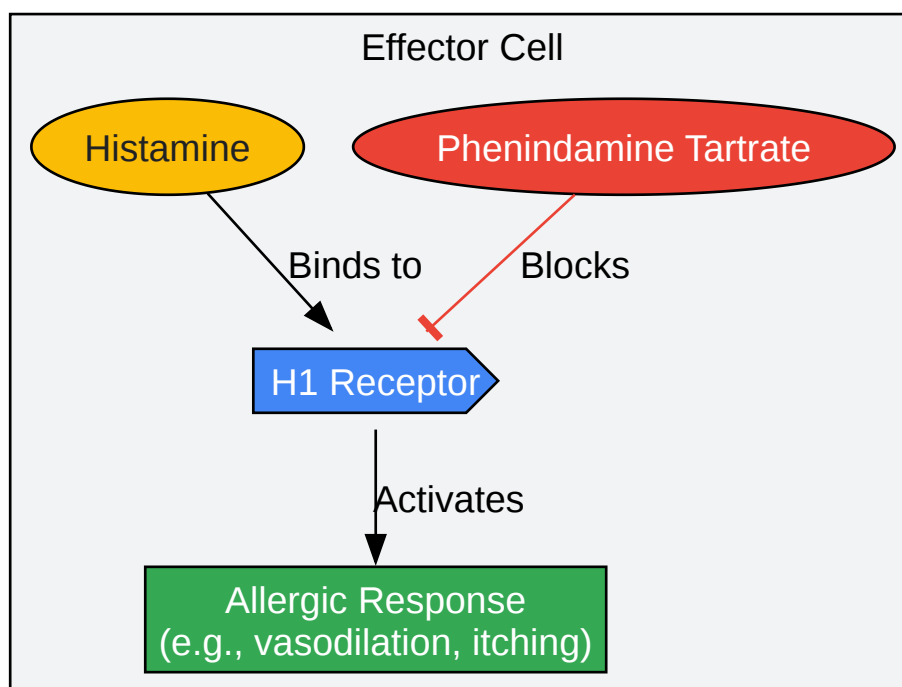 Effector Cell
Histamine
Phenindamine Tartrate
Binds to
Blocks
H1 Receptor
Activates
Allergic Response
(e.g., vasodilation, itching)